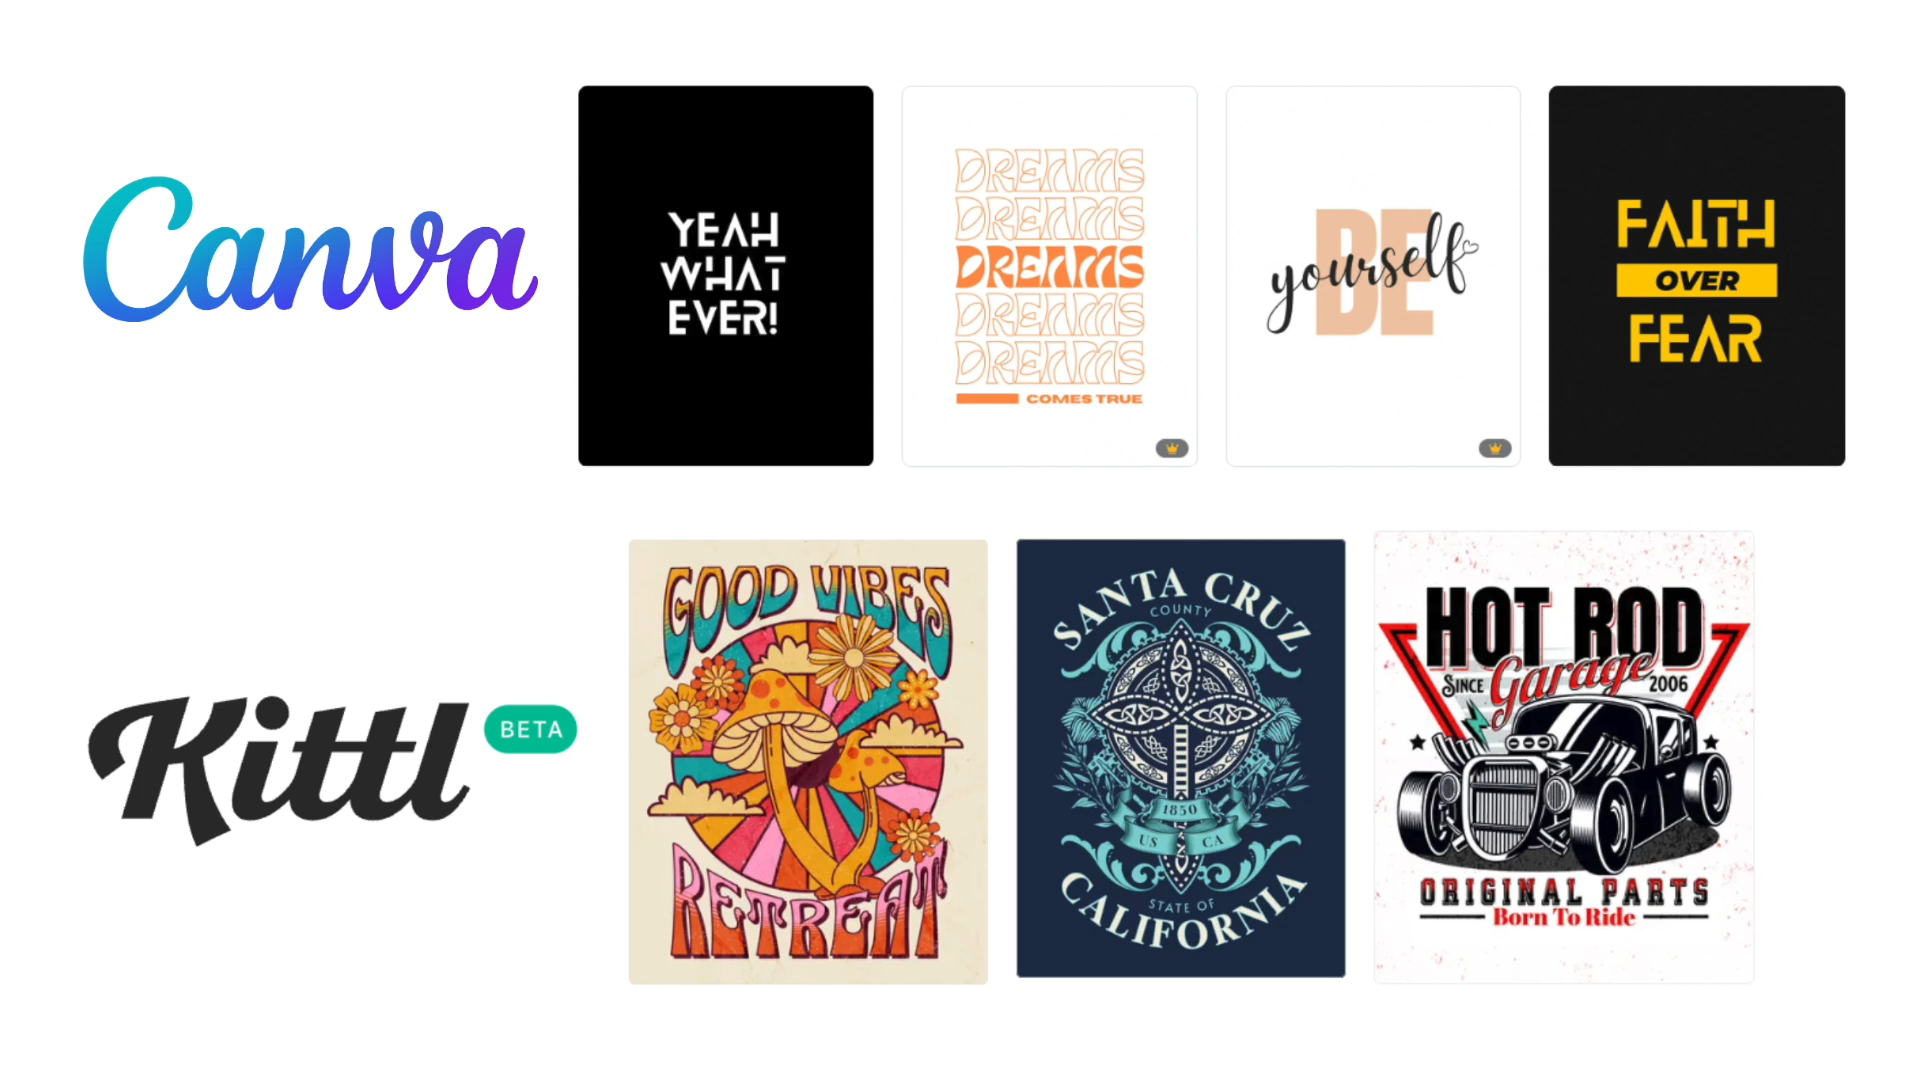 Canva
YEAH
WHAT
EVER!
DREAMS
DREAMS
DREAMS
DREAMS
DREAMS
COMES TRUE
BE
yourself
FAITH
OVER
FEAR
Kittl
BETA
GOOD VIBES
RETREAT
SANTA CRUZ
COUNTY
1850
US CA
STATE OF
CALIFORNIA
HOT ROD
Garage
SINCE 2006
ORIGINAL PARTS
Born To Ride